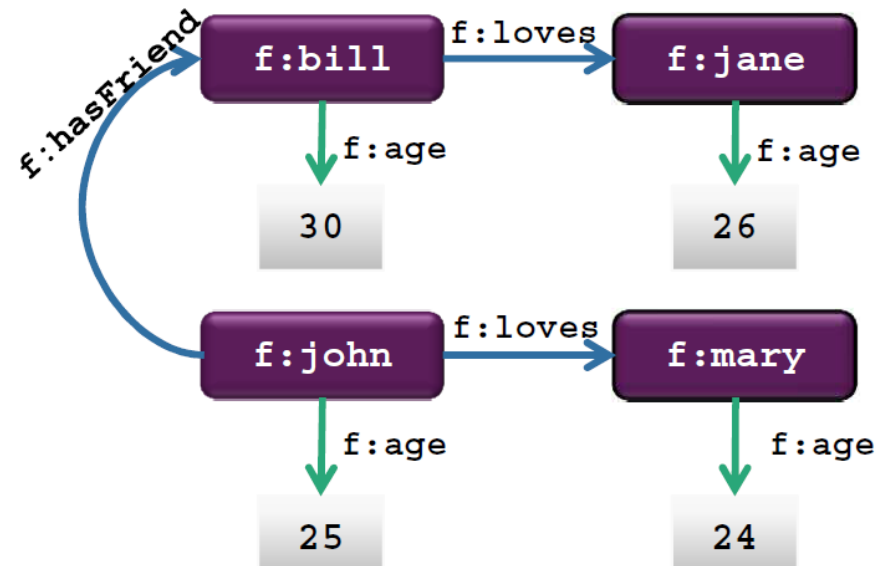 f:hasFriend
f:bill
f:loves
f:jane
f:age
f:age
30
26
f:john
f:loves
f:mary
f:age
f:age
25
24